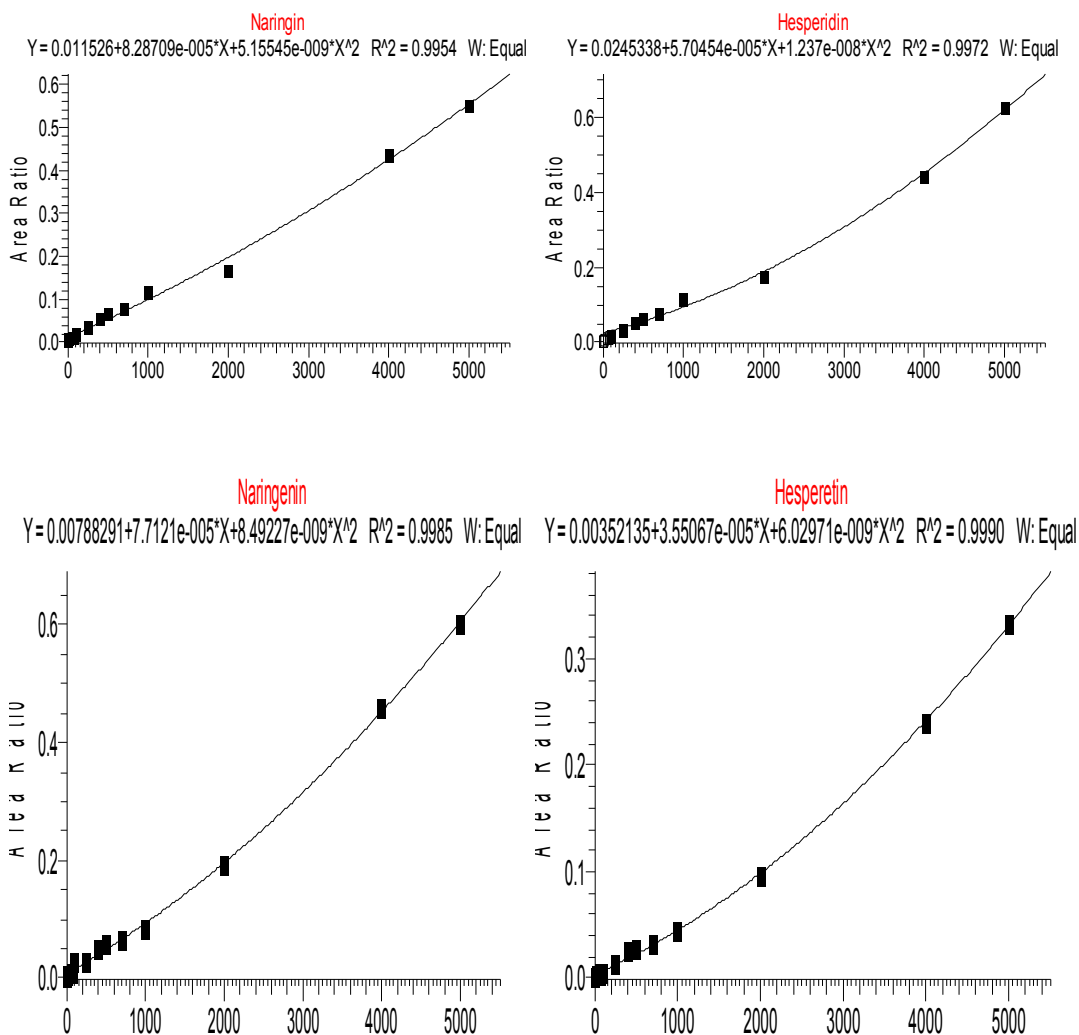 Naringin
Y = 0.011526+8.28709e-005*X+5.15545e-009*X^2 R^2 = 0.9954 W: Equal
0.6
0.5
0.4
0.3
0.2
0.1
0.0
Area Ratio
0 1000 2000 3000 4000 5000
Hesperidin
Y = 0.0245338+5.70454e-005*X+1.237e-008*X^2 R^2 = 0.9972 W: Equal
0.6
0.4
0.2
0.0
Area Ratio
0 1000 2000 3000 4000 5000
Naringenin
Y = 0.00788291+7.7121e-005*X+8.49227e-009*X^2 R^2 = 0.9985 W: Equal
0.6
0.4
0.2
0.0
Area Ratio
0 1000 2000 3000 4000 5000
Hesperetin
Y = 0.00352135+3.55067e-005*X+6.02971e-009*X^2 R^2 = 0.9990 W: Equal
0.3
0.2
0.1
0.0
Area Ratio
0 1000 2000 3000 4000 5000